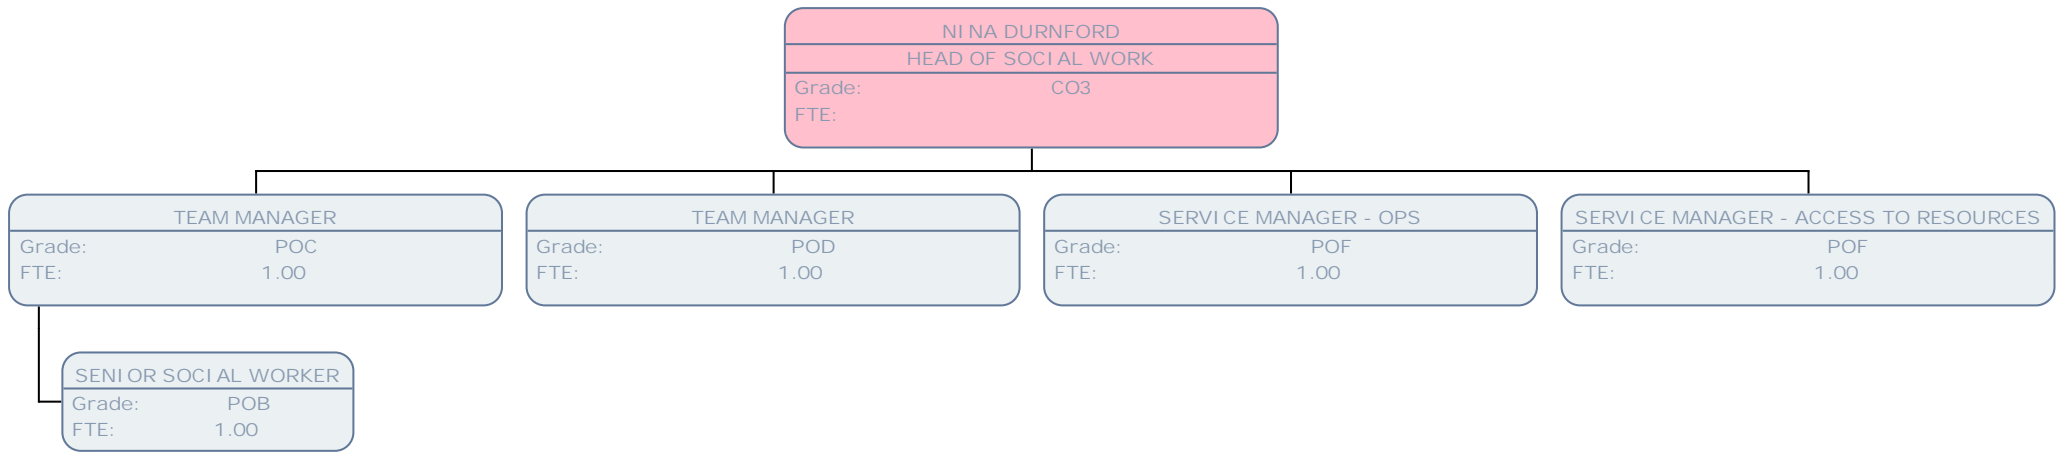 NINA DURNFORD
HEAD OF SOCIAL WORK
Grade: CO3
FTE:
TEAM MANAGER
Grade: POC
FTE: 1.00
TEAM MANAGER
Grade: POD
FTE: 1.00
SERVICE MANAGER - OPS
Grade: POF
FTE: 1.00
SERVICE MANAGER - ACCESS TO RESOURCES
Grade: POF
FTE: 1.00
SENIOR SOCIAL WORKER
Grade: POB
FTE: 1.00